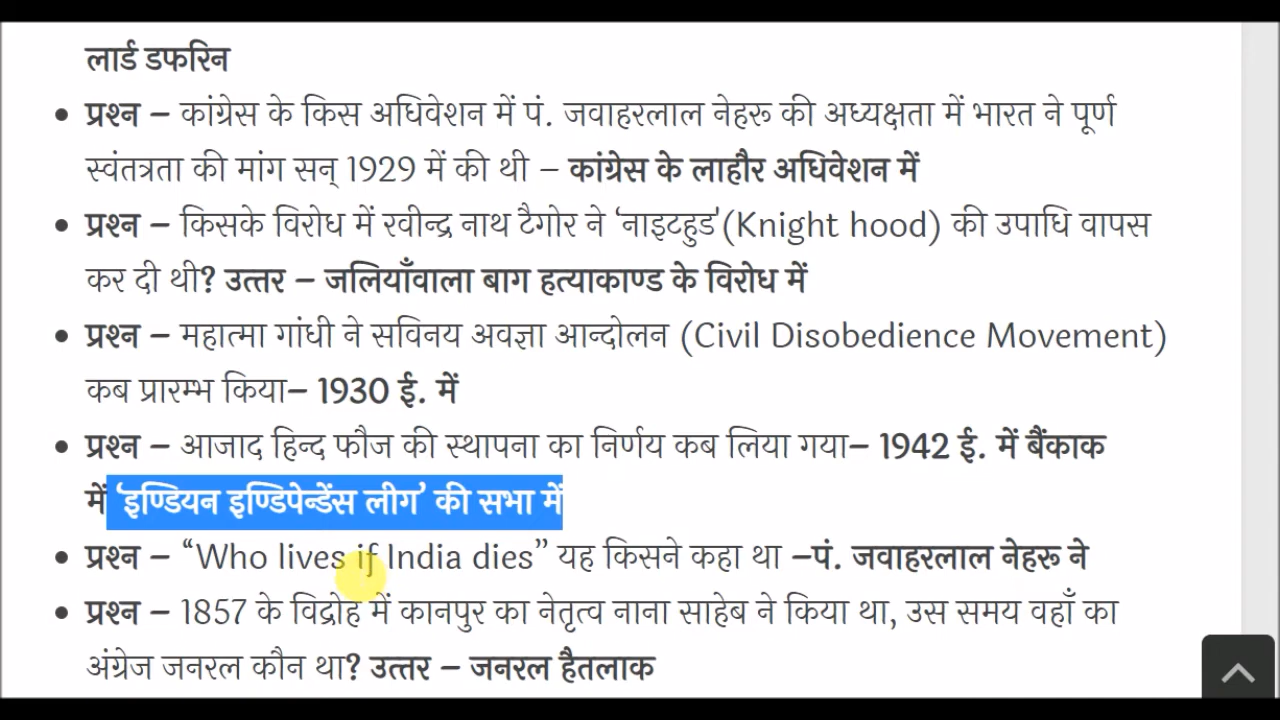 लार्ड डफरिन
• प्रश्न – कांग्रेस के किस अधिवेशन में पं. जवाहरलाल नेहरू की अध्यक्षता में भारत ने पूर्ण
स्वंतत्रता की मांग सन् 1929 में की थी – कांग्रेस के लाहौर अधिवेशन में
• प्रश्न – किसके विरोध में रवीन्द्र नाथ टैगोर ने ‘नाइटहुड'(Knight hood) की उपाधि वापस
कर दी थी? उत्तर – जलियाँवाला बाग हत्याकाण्ड के विरोध में
• प्रश्न – महात्मा गांधी ने सविनय अवज्ञा आन्दोलन (Civil Disobedience Movement)
कब प्रारम्भ किया– 1930 ई. में
• प्रश्न – आजाद हिन्द फौज की स्थापना का निर्णय कब लिया गया– 1942 ई. में बैंकाक
में ‘इण्डियन इण्डिपेन्डेंस लीग’ की सभा में
• प्रश्न – “Who lives if India dies” यह किसने कहा था –पं. जवाहरलाल नेहरू ने
• प्रश्न – 1857 के विद्रोह में कानपुर का नेतृत्व नाना साहेब ने किया था, उस समय वहाँ का
अंग्रेज जनरल कौन था? उत्तर – जनरल हैतलाक